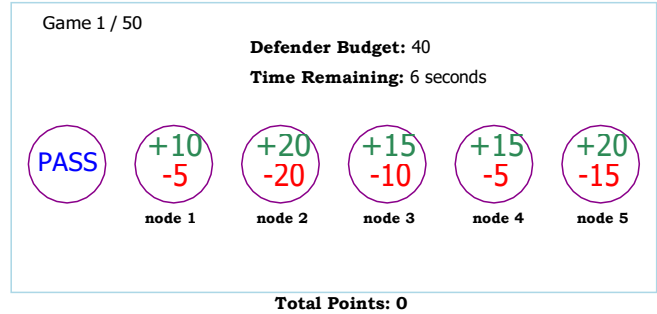 Game 1 / 50
Defender Budget: 40
Time Remaining: 6 seconds
PASS +10 +20 +15 +15 +20
-5 -20 -10 -5 -15
node 1 node 2 node 3 node 4 node 5
Total Points: 0